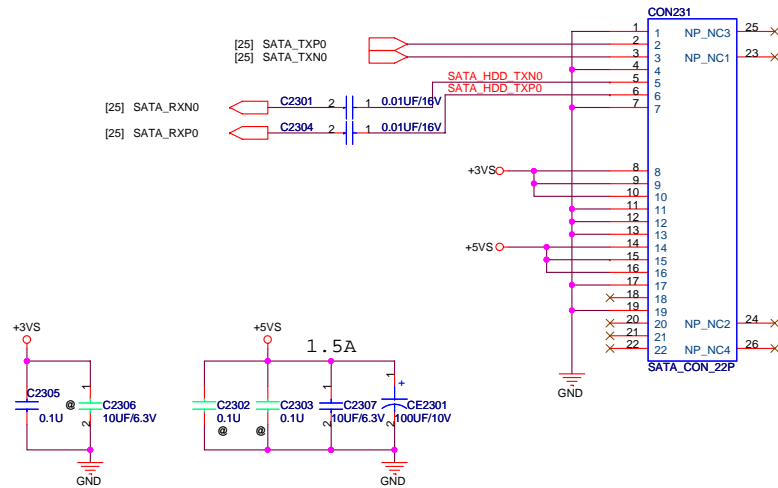 CON231
1 1 NP_NC3 25
[25] SATA_TXP0 2 2
[25] SATA_TXN0 3 3 NP_NC1 23
4 4
SATA_HDD_TXN0 5 5
SATA_HDD_TXP0 6 6
[25] SATA_RXN0 C2301 2 1 0.01UF/16V 7 7
[25] SATA_RXP0 C2304 2 1 0.01UF/16V
+3VS 8 8
9 9
10 10
11 11
12 12
13 13
+5VS 14 14
15 15
16 16
17 17
18 18
19 19
20 20 NP_NC2 24
21 21
22 22 NP_NC4 26
SATA_CON_22P
GND
+3VS
C2305
0.1U
@
1
C2306
10UF/6.3V
2
GND
+5VS
1.5A
C2302
0.1U
@
C2303
0.1U
@
1
C2307
10UF/6.3V
2
1
+
CE2301
100UF/10V
2
GND